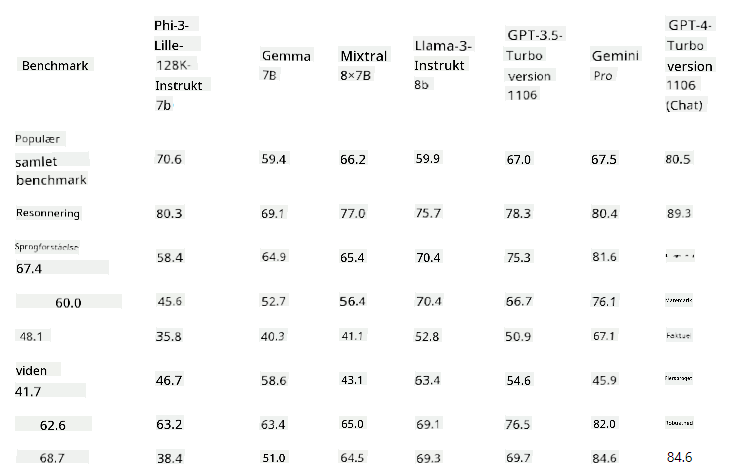 Benchmark Phi-3-Lille-128K-Instrukt 7b Gemma 7B Mixtral 8×7B Llama-3-Instrukt 8b GPT-3.5-Turbo version 1106 Gemini Pro GPT-4-Turbo version 1106 (Chat)
Populær samlet benchmark 70.6 59.4 66.2 59.9 67.0 67.5 80.5
Resonnering 80.3 69.1 77.0 75.7 78.3 80.4 89.3
Sprogforståelse 67.4 58.4 64.9 65.4 70.4 75.3 81.6
60.0 45.6 52.7 56.4 70.4 66.7 76.1
48.1 35.8 40.3 41.1 52.8 50.9 67.1 Faktuel
viden 41.7 46.7 58.6 43.1 63.4 54.6 45.9
62.6 63.2 63.4 65.0 69.1 76.5 82.0 Robusthed
68.7 38.4 51.0 64.5 69.3 69.7 84.6 84.6